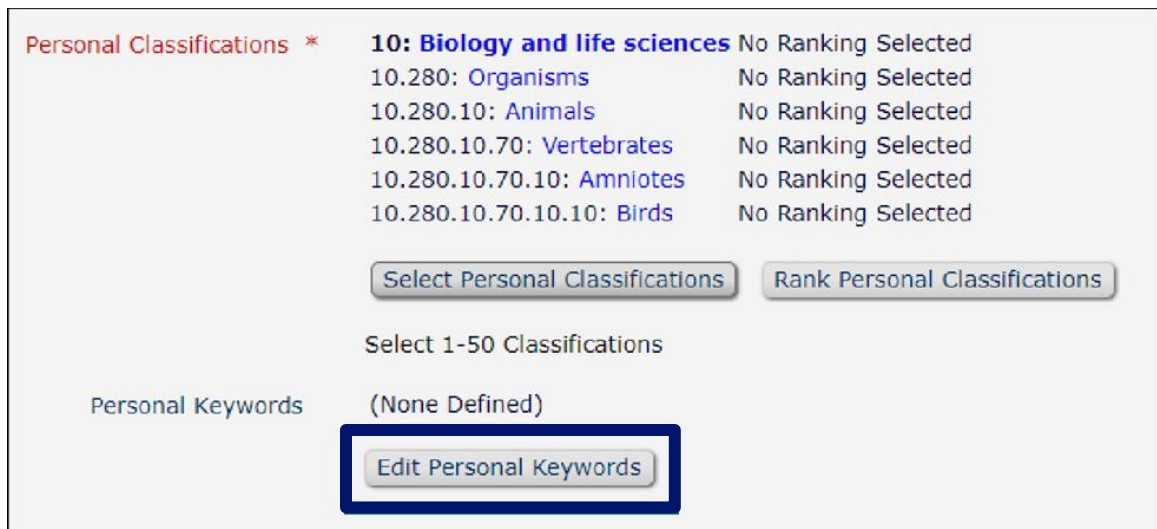 Personal Classifications * 10: Biology and life sciences No Ranking Selected
10.280: Organisms No Ranking Selected
10.280.10: Animals No Ranking Selected
10.280.10.70: Vertebrates No Ranking Selected
10.280.10.70.10: Amniotes No Ranking Selected
10.280.10.70.10.10: Birds No Ranking Selected
Select Personal Classifications Rank Personal Classifications
Select 1-50 Classifications
Personal Keywords (None Defined)
Edit Personal Keywords